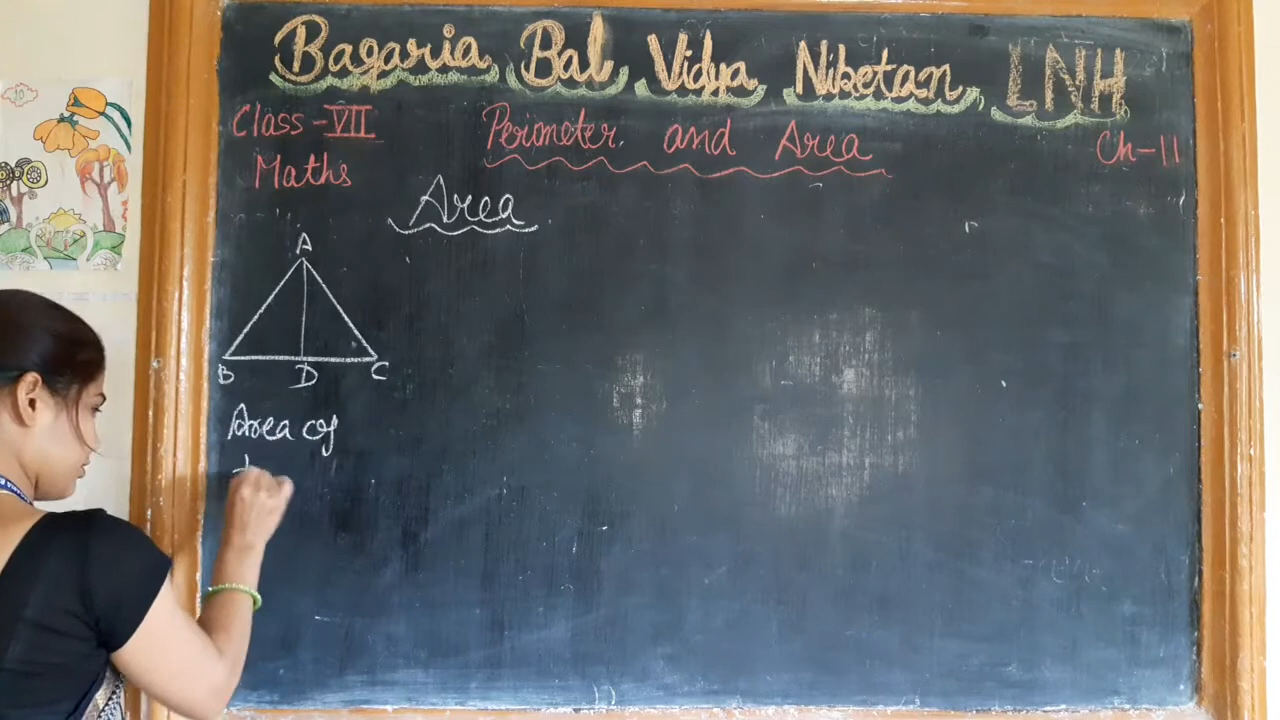 Bagaria Bal Vidya Niketan LNH
Class-VII Perimeter and Area Ch-11
Maths
Area
A
B D C
Area of